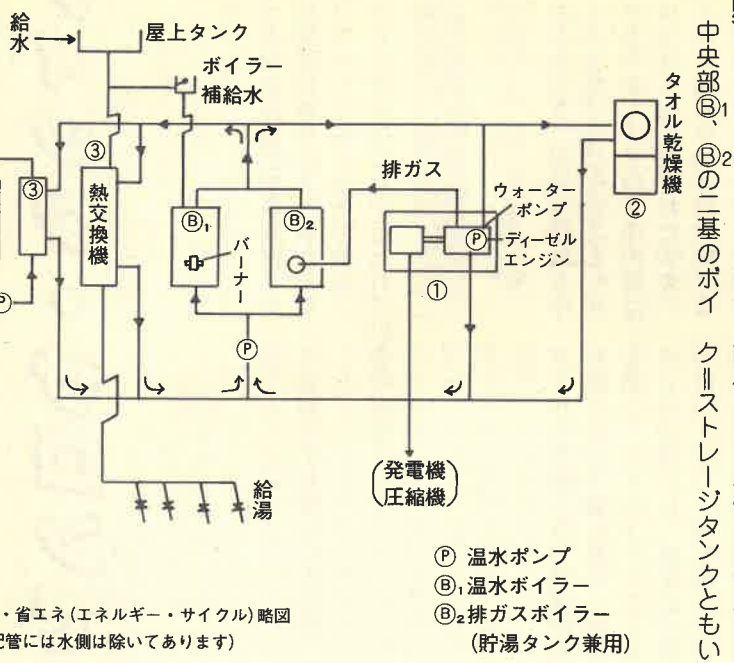 中央部Ⓑ1、Ⓑ2の二基のボイ
ク＝ストレージタンクともい
給水
屋上タンク
ボイラー
補給水
③
③
熱交換機
Ⓑ₁
バーナー
Ⓑ₂
排ガス
ウォーター
ポンプ
Ⓟ
ディーゼル
エンジン
①
タオル乾燥機
②
Ⓟ
Ⓟ
(発電機
圧縮機)
給湯
Ⓟ 温水ポンプ
Ⓑ₁温水ボイラー
Ⓑ₂排ガスボイラー
(貯湯タンク兼用)
・省エネ(エネルギー・サイクル)略図
配管には水側は除いてあります)